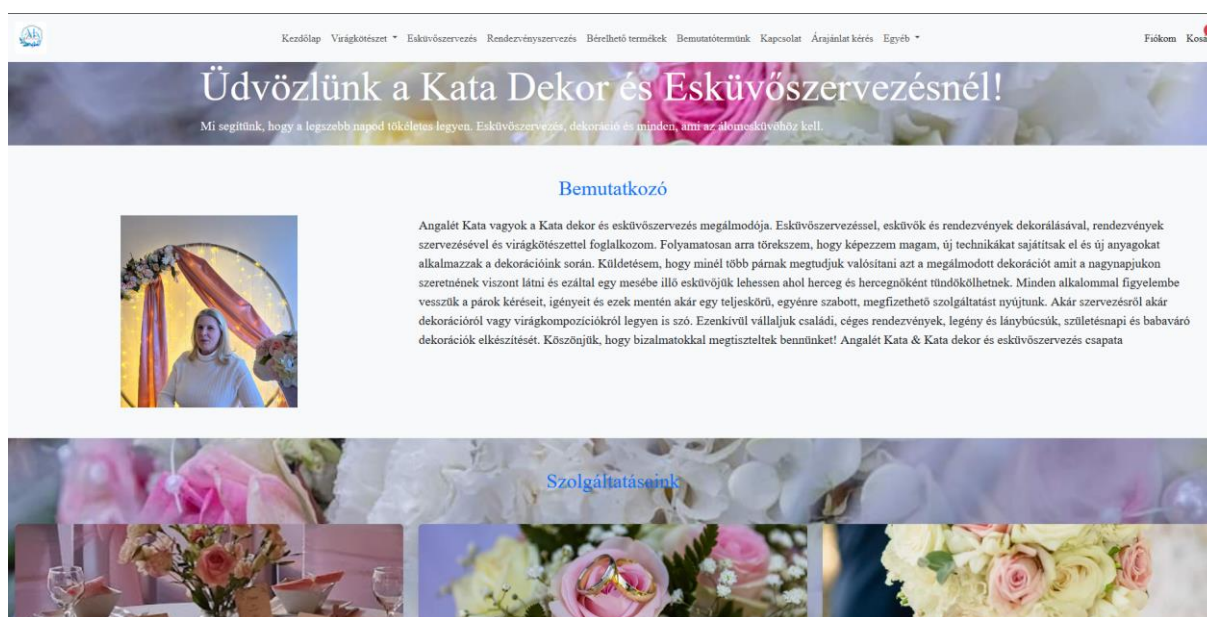 Kezdőlap Virágkötészet Esküvőszervezés Rendezvényszervezés Bérelhető termékek Bemutatótermünk Kapcsolat Árajánlat kérés Egyéb Fiókom
Üdvözlünk a Kata Dekor és Esküvőszervezésnél!
Mi segítünk, hogy a legszebb napod tökéletes legyen. Esküvőszervezés, dekoráció és minden, ami az álomesküvőhöz kell.
Bemutatkozó
Angalét Kata vagyok a Kata dekor és esküvőszervezés megálmodója. Esküvőszervezéssel, esküvők és rendezvények dekorálásával, rendezvények
szervezésével és virágkötészettel foglalkozom. Folyamatosan arra törekszem, hogy képezzem magam, új technikákat sajátítsak el és új anyagokat
alkalmazzak a dekorációink során. Küldetésem, hogy minél több párnak megtudjuk valósítani azt a megálmodott dekorációt amit a nagynapjukon
szeretnének viszont látni és ezáltal egy mesébe illő esküvőjük lehessen ahol herceg és hercegnőként tündökölhetnek. Minden alkalommal figyelembe
vesszük a párok kéréseit, igényeit és ezek mentén akár egy teljeskörű, egyénre szabott, megfizethető szolgáltatást nyújtunk. Akár szervezésről akár
dekorációról vagy virágkompozíciókról legyen is szó. Ezenkívül vállaljuk családi, céges rendezvények, legény és lánybúcsúk, születésnapi és babaváró
dekorációk elkészítését. Köszönjük, hogy bizalmatokkal megtiszteltek bennünket! Angalét Kata & Kata dekor és esküvőszervezés csapata
Szolgáltatásaink